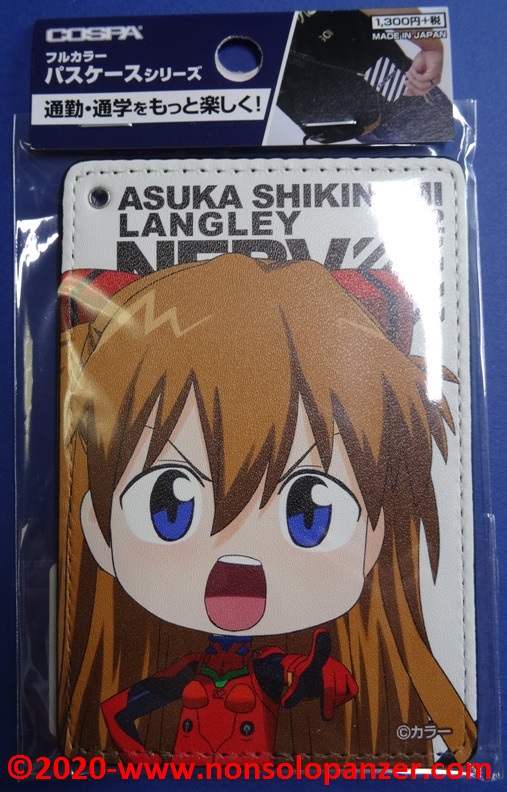 COSPA
フルカラー
パスケースシリーズ
通勤・通学をもっと楽しく!
1,300円+税
MADE IN JAPAN
ASUKA SHIKINAMI
LANGLEY
NERV
©カラー
©2020-www.nonsolopanzer.com